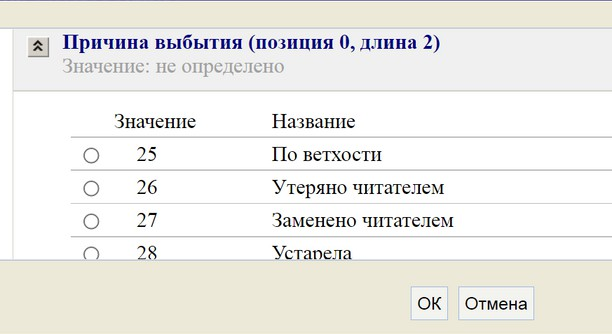 Причина выбытия (позиция 0, длина 2)
Значение: не определено
Значение Название
25 По ветхости
26 Утеряно читателем
27 Заменено читателем
28 Устарела
ОК Отмена